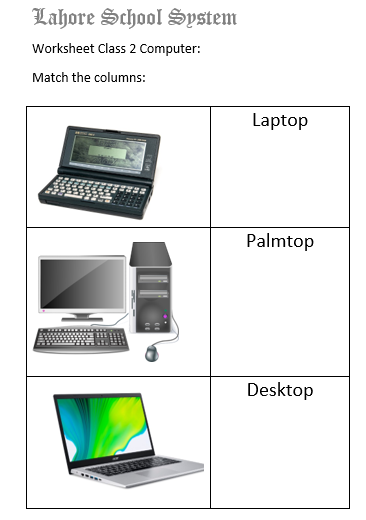 Lahore School System
Worksheet Class 2 Computer:
Match the columns:
Laptop
Palmtop
Desktop